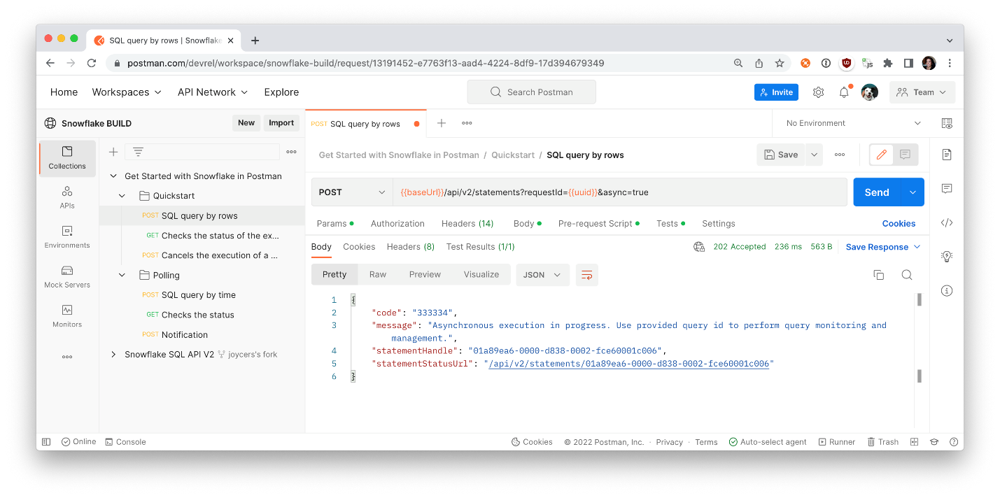 SQL query by rows | Snowflake
postman.com/devrel/workspace/snowflake-build/request/13191452-e7763f13-aad4-4224-8df9-17d394679349
Home Workspaces API Network Explore Search Postman Invite Team
Snowflake BUILD New Import
POST SQL query by rows No Environment
Collections
APIs
Environments
Mock Servers
Monitors
Get Started with Snowflake in Postman
Quickstart
POST SQL query by rows
GET Checks the status of the ex...
POST Cancels the execution of a ...
Polling
POST SQL query by time
GET Checks the status
POST Notification
Snowflake SQL API V2 joycers's fork
Get Started with Snowflake in Postman / Quickstart / SQL query by rows Save
POST {{baseUrl}}/api/v2/statements?requestId={{uuid}}&async=true Send
Params Authorization Headers (14) Body Pre-request Script Tests Settings Cookies
Body Cookies Headers (8) Test Results (1/1) 202 Accepted 236 ms 563 B Save Response
Pretty Raw Preview Visualize JSON
1 {
2 "code": "333334",
3 "message": "Asynchronous execution in progress. Use provided query id to perform query monitoring and
management.",
4 "statementHandle": "01a89ea6-0000-d838-0002-fce60001c006",
5 "statementStatusUrl": "/api/v2/statements/01a89ea6-0000-d838-0002-fce60001c006"
6 }
Online Console Cookies © 2022 Postman, Inc. · Privacy · Terms Auto-select agent Runner Trash